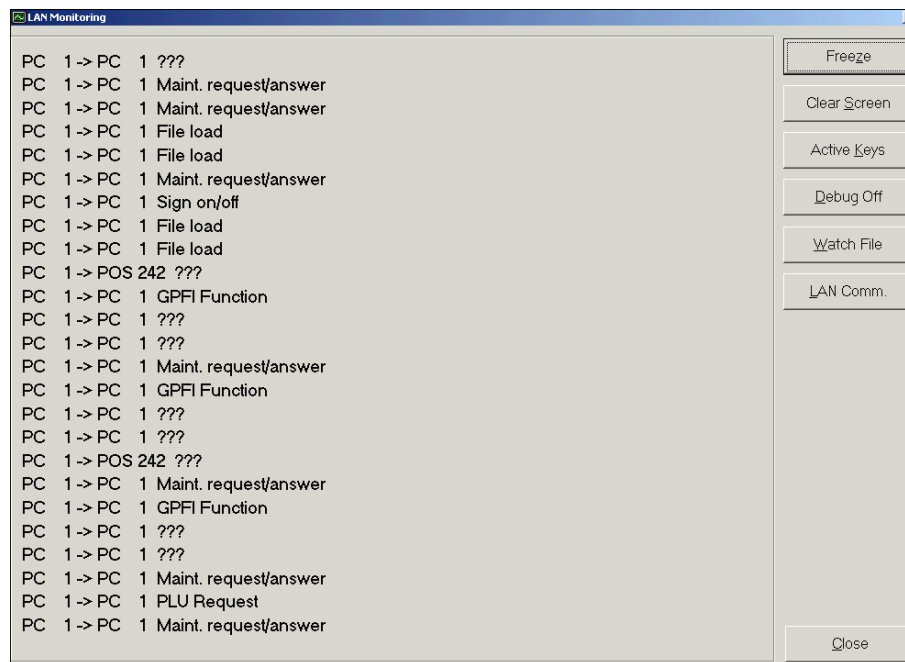 LAN Monitoring
PC 1 -> PC 1 ???
PC 1 -> PC 1 Maint. request/answer
PC 1 -> PC 1 Maint. request/answer
PC 1 -> PC 1 File load
PC 1 -> PC 1 File load
PC 1 -> PC 1 Maint. request/answer
PC 1 -> PC 1 Sign on/off
PC 1 -> PC 1 File load
PC 1 -> PC 1 File load
PC 1 -> POS 242 ???
PC 1 -> PC 1 GPFI Function
PC 1 -> PC 1 ???
PC 1 -> PC 1 ???
PC 1 -> PC 1 Maint. request/answer
PC 1 -> PC 1 GPFI Function
PC 1 -> PC 1 ???
PC 1 -> PC 1 ???
PC 1 -> POS 242 ???
PC 1 -> PC 1 Maint. request/answer
PC 1 -> PC 1 GPFI Function
PC 1 -> PC 1 ???
PC 1 -> PC 1 ???
PC 1 -> PC 1 Maint. request/answer
PC 1 -> PC 1 PLU Request
PC 1 -> PC 1 Maint. request/answer
Freeze
Clear Screen
Active Keys
Debug Off
Watch File
LAN Comm.
Close